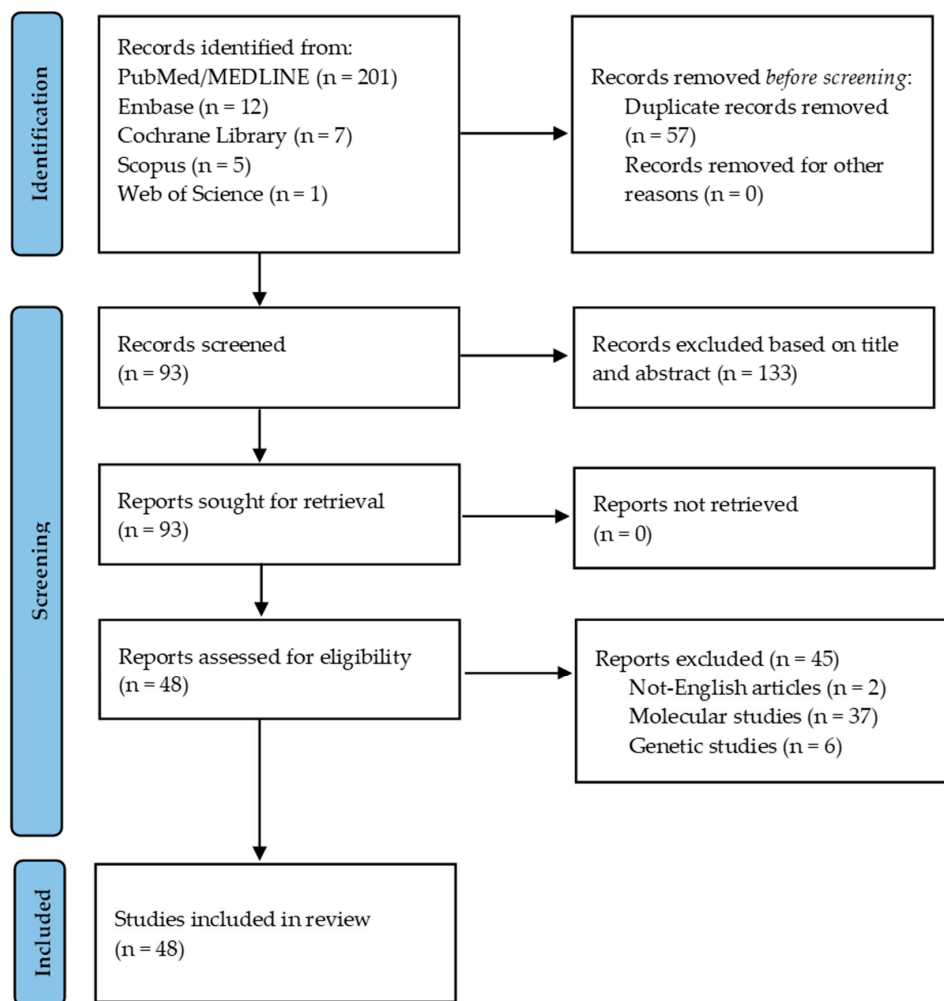 Identification
Records identified from:
PubMed/MEDLINE (n = 201)
Embase (n = 12)
Cochrane Library (n = 7)
Scopus (n = 5)
Web of Science (n = 1)
Records removed before screening:
Duplicate records removed
(n = 57)
Records removed for other
reasons (n = 0)
Screening
Records screened
(n = 93)
Records excluded based on title
and abstract (n = 133)
Reports sought for retrieval
(n = 93)
Reports not retrieved
(n = 0)
Reports assessed for eligibility
(n = 48)
Reports excluded (n = 45)
Not-English articles (n = 2)
Molecular studies (n = 37)
Genetic studies (n = 6)
Included
Studies included in review
(n = 48)